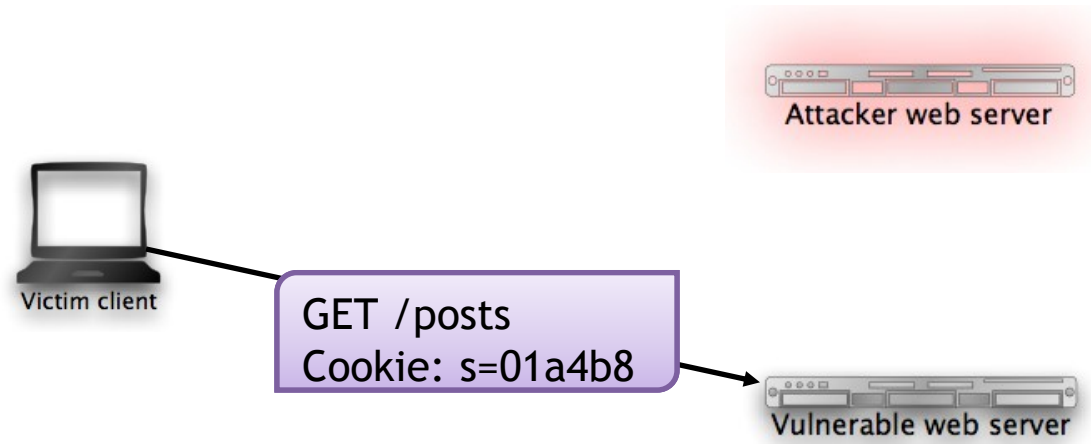 Attacker web server
Victim client
GET /posts
Cookie: s=01a4b8
Vulnerable web server